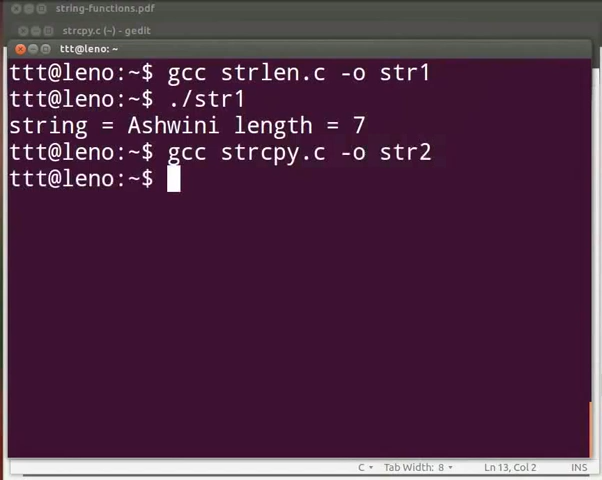 string-functions.pdf
strcpy.c (~) - gedit
ttt@leno: ~
ttt@leno:~$ gcc strlen.c -o str1
ttt@leno:~$ ./str1
string = Ashwini length = 7
ttt@leno:~$ gcc strcpy.c -o str2
ttt@leno:~$
C Tab Width: 8 Ln 13, Col 2 INS